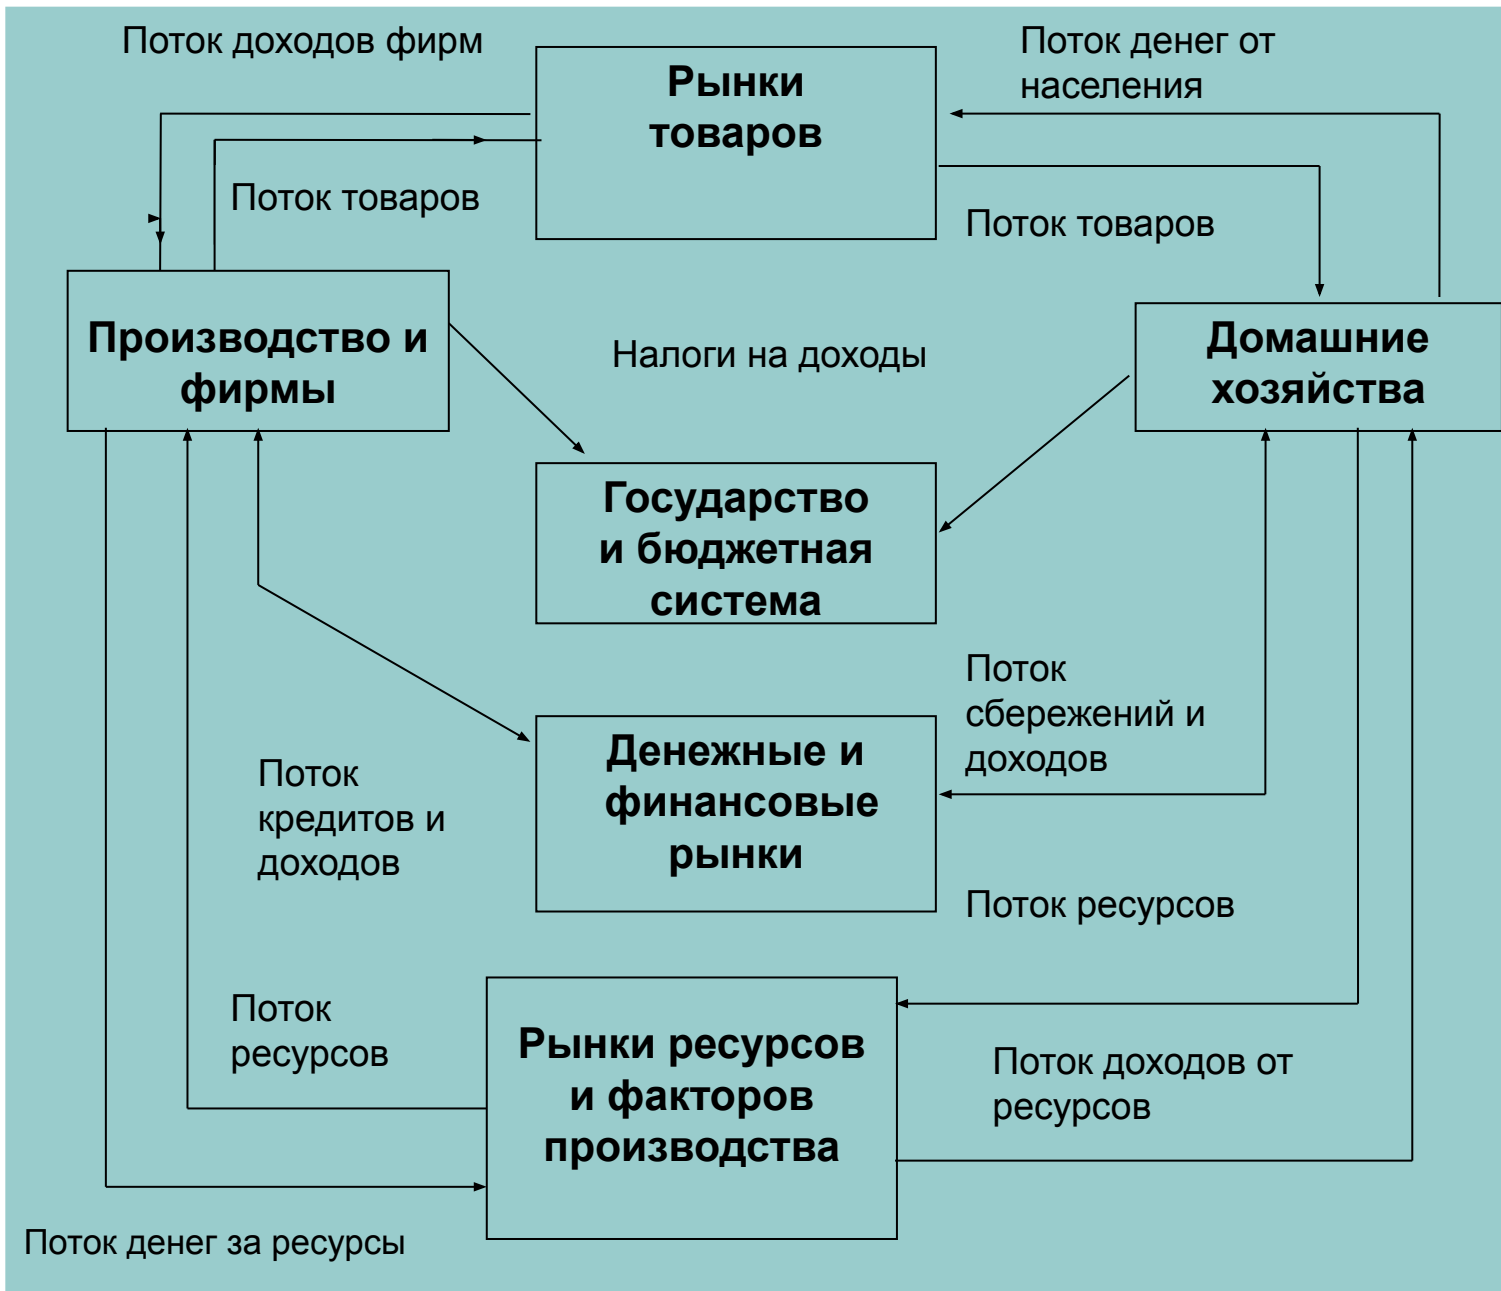 Поток доходов фирм
Рынки
товаров
Поток денег от
населения
Поток товаров
Поток товаров
Производство и
фирмы
Налоги на доходы
Домашние
хозяйства
Государство
и бюджетная
система
Поток
сбережений и
доходов
Денежные и
финансовые
рынки
Поток
кредитов и
доходов
Поток ресурсов
Поток
ресурсов
Рынки ресурсов
и факторов
производства
Поток доходов от
ресурсов
Поток денег за ресурсы